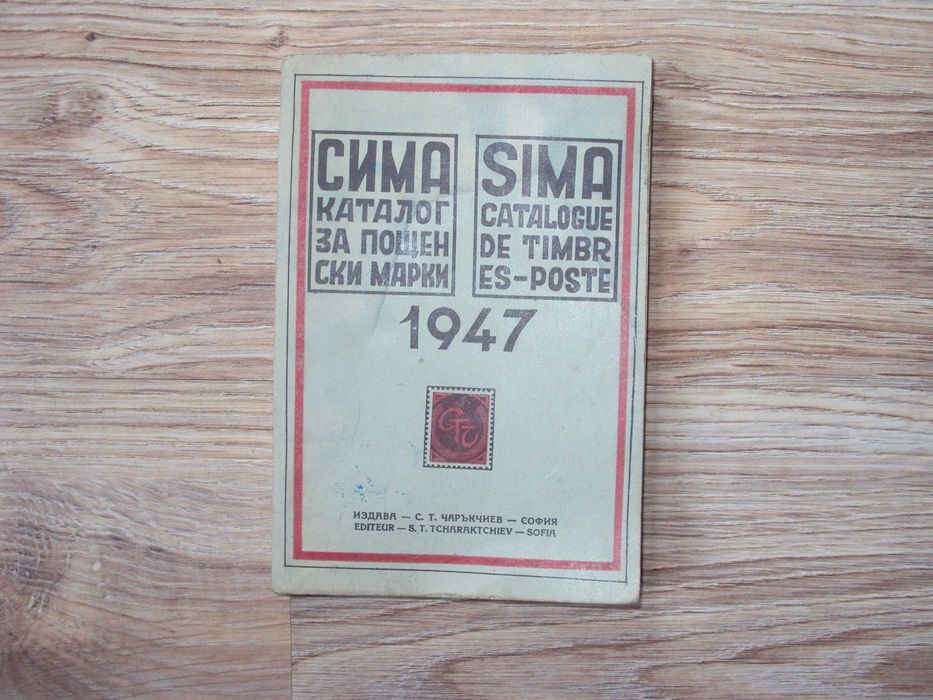 СИМА
КАТАЛОГ
ЗА ПОЩЕН
СКИ МАРКИ
SIMA
CATALOGUE
DE TIMBR
ES-POSTE
1947
СТЧ
ИЗДАВА — С. Т. ЧАРЪКЧИЕВ — СОФИЯ
EDITEUR — S. T. TCHARAKTCHIEV — SOFIA